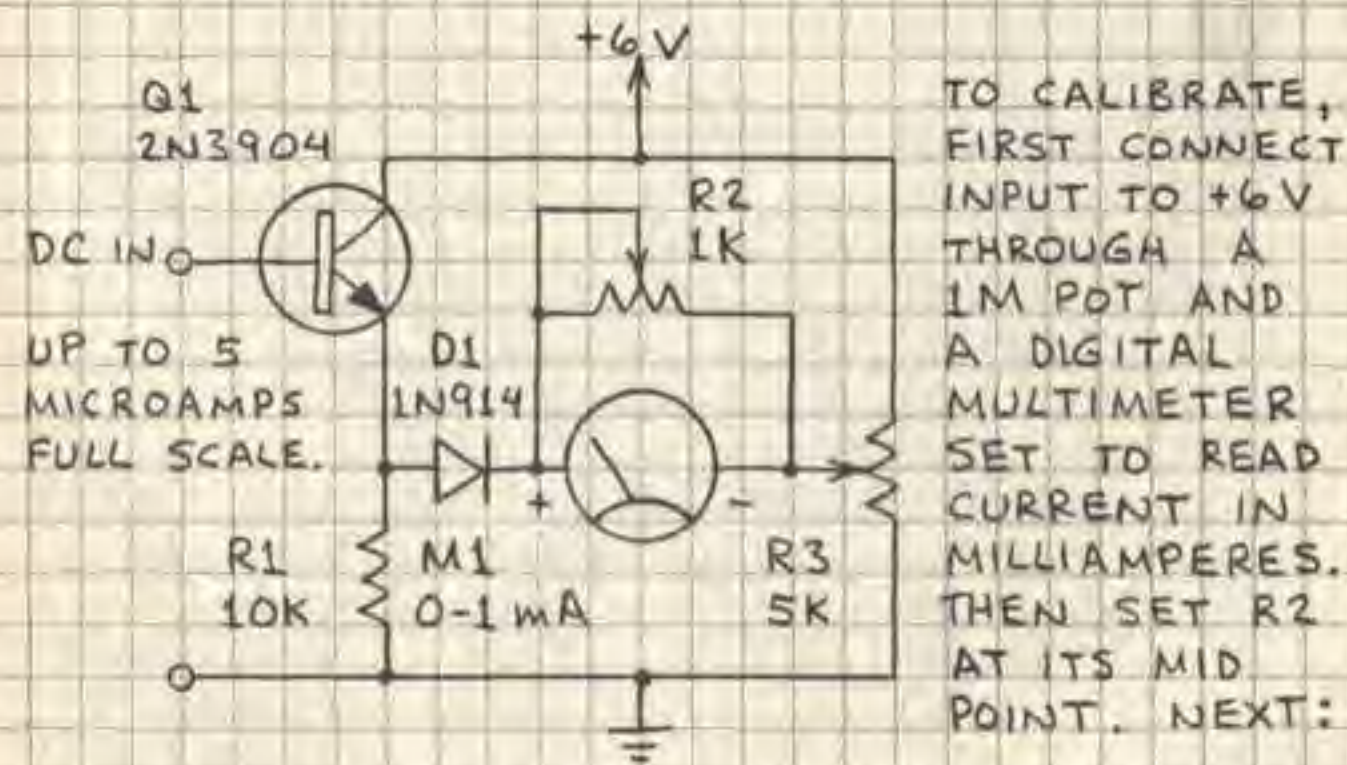 +6 V
Q1
2N3904
DC IN
UP TO 5
MICROAMPS
FULL SCALE.
R2
1K
D1
1N914
+
-
R1
10K
M1
0-1 mA
R3
5K
TO CALIBRATE,
FIRST CONNECT
INPUT TO +6 V
THROUGH A
1M POT AND
A DIGITAL
MULTIMETER
SET TO READ
CURRENT IN
MILLIAMPERES.
THEN SET R2
AT ITS MID
POINT. NEXT: